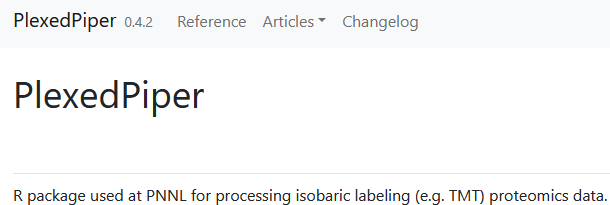 PlexedPiper 0.4.2 Reference Articles Changelog
PlexedPiper
R package used at PNNL for processing isobaric labeling (e.g. TMT) proteomics data.